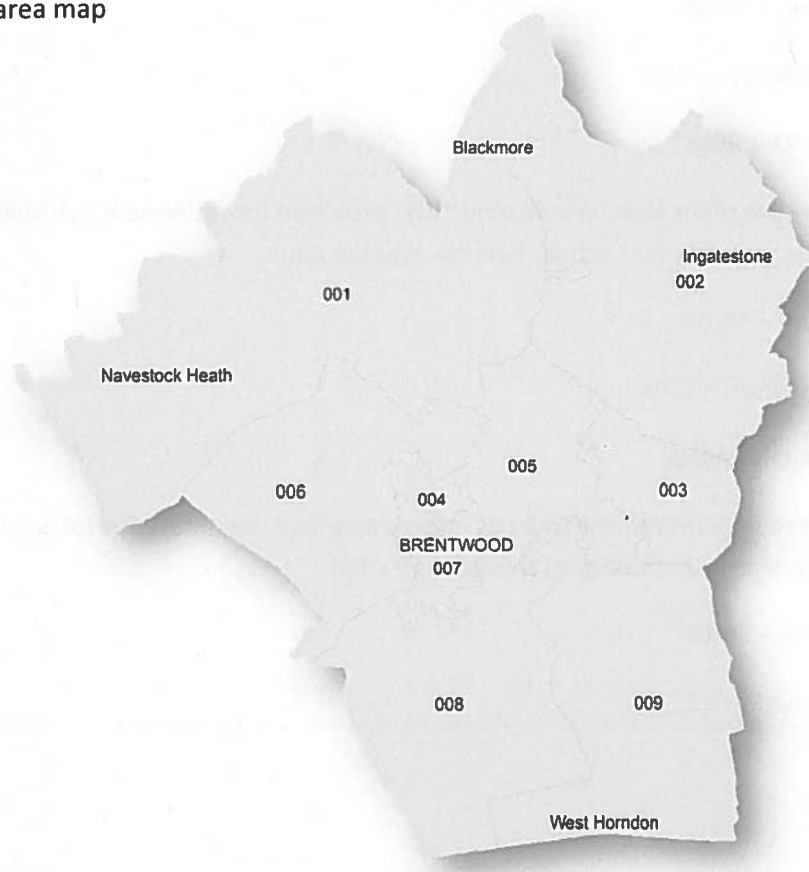 area map
Blackmore
Ingatestone
002
001
Navestock Heath
005
003
006
004
BRENTWOOD
007
008
009
West Horndon